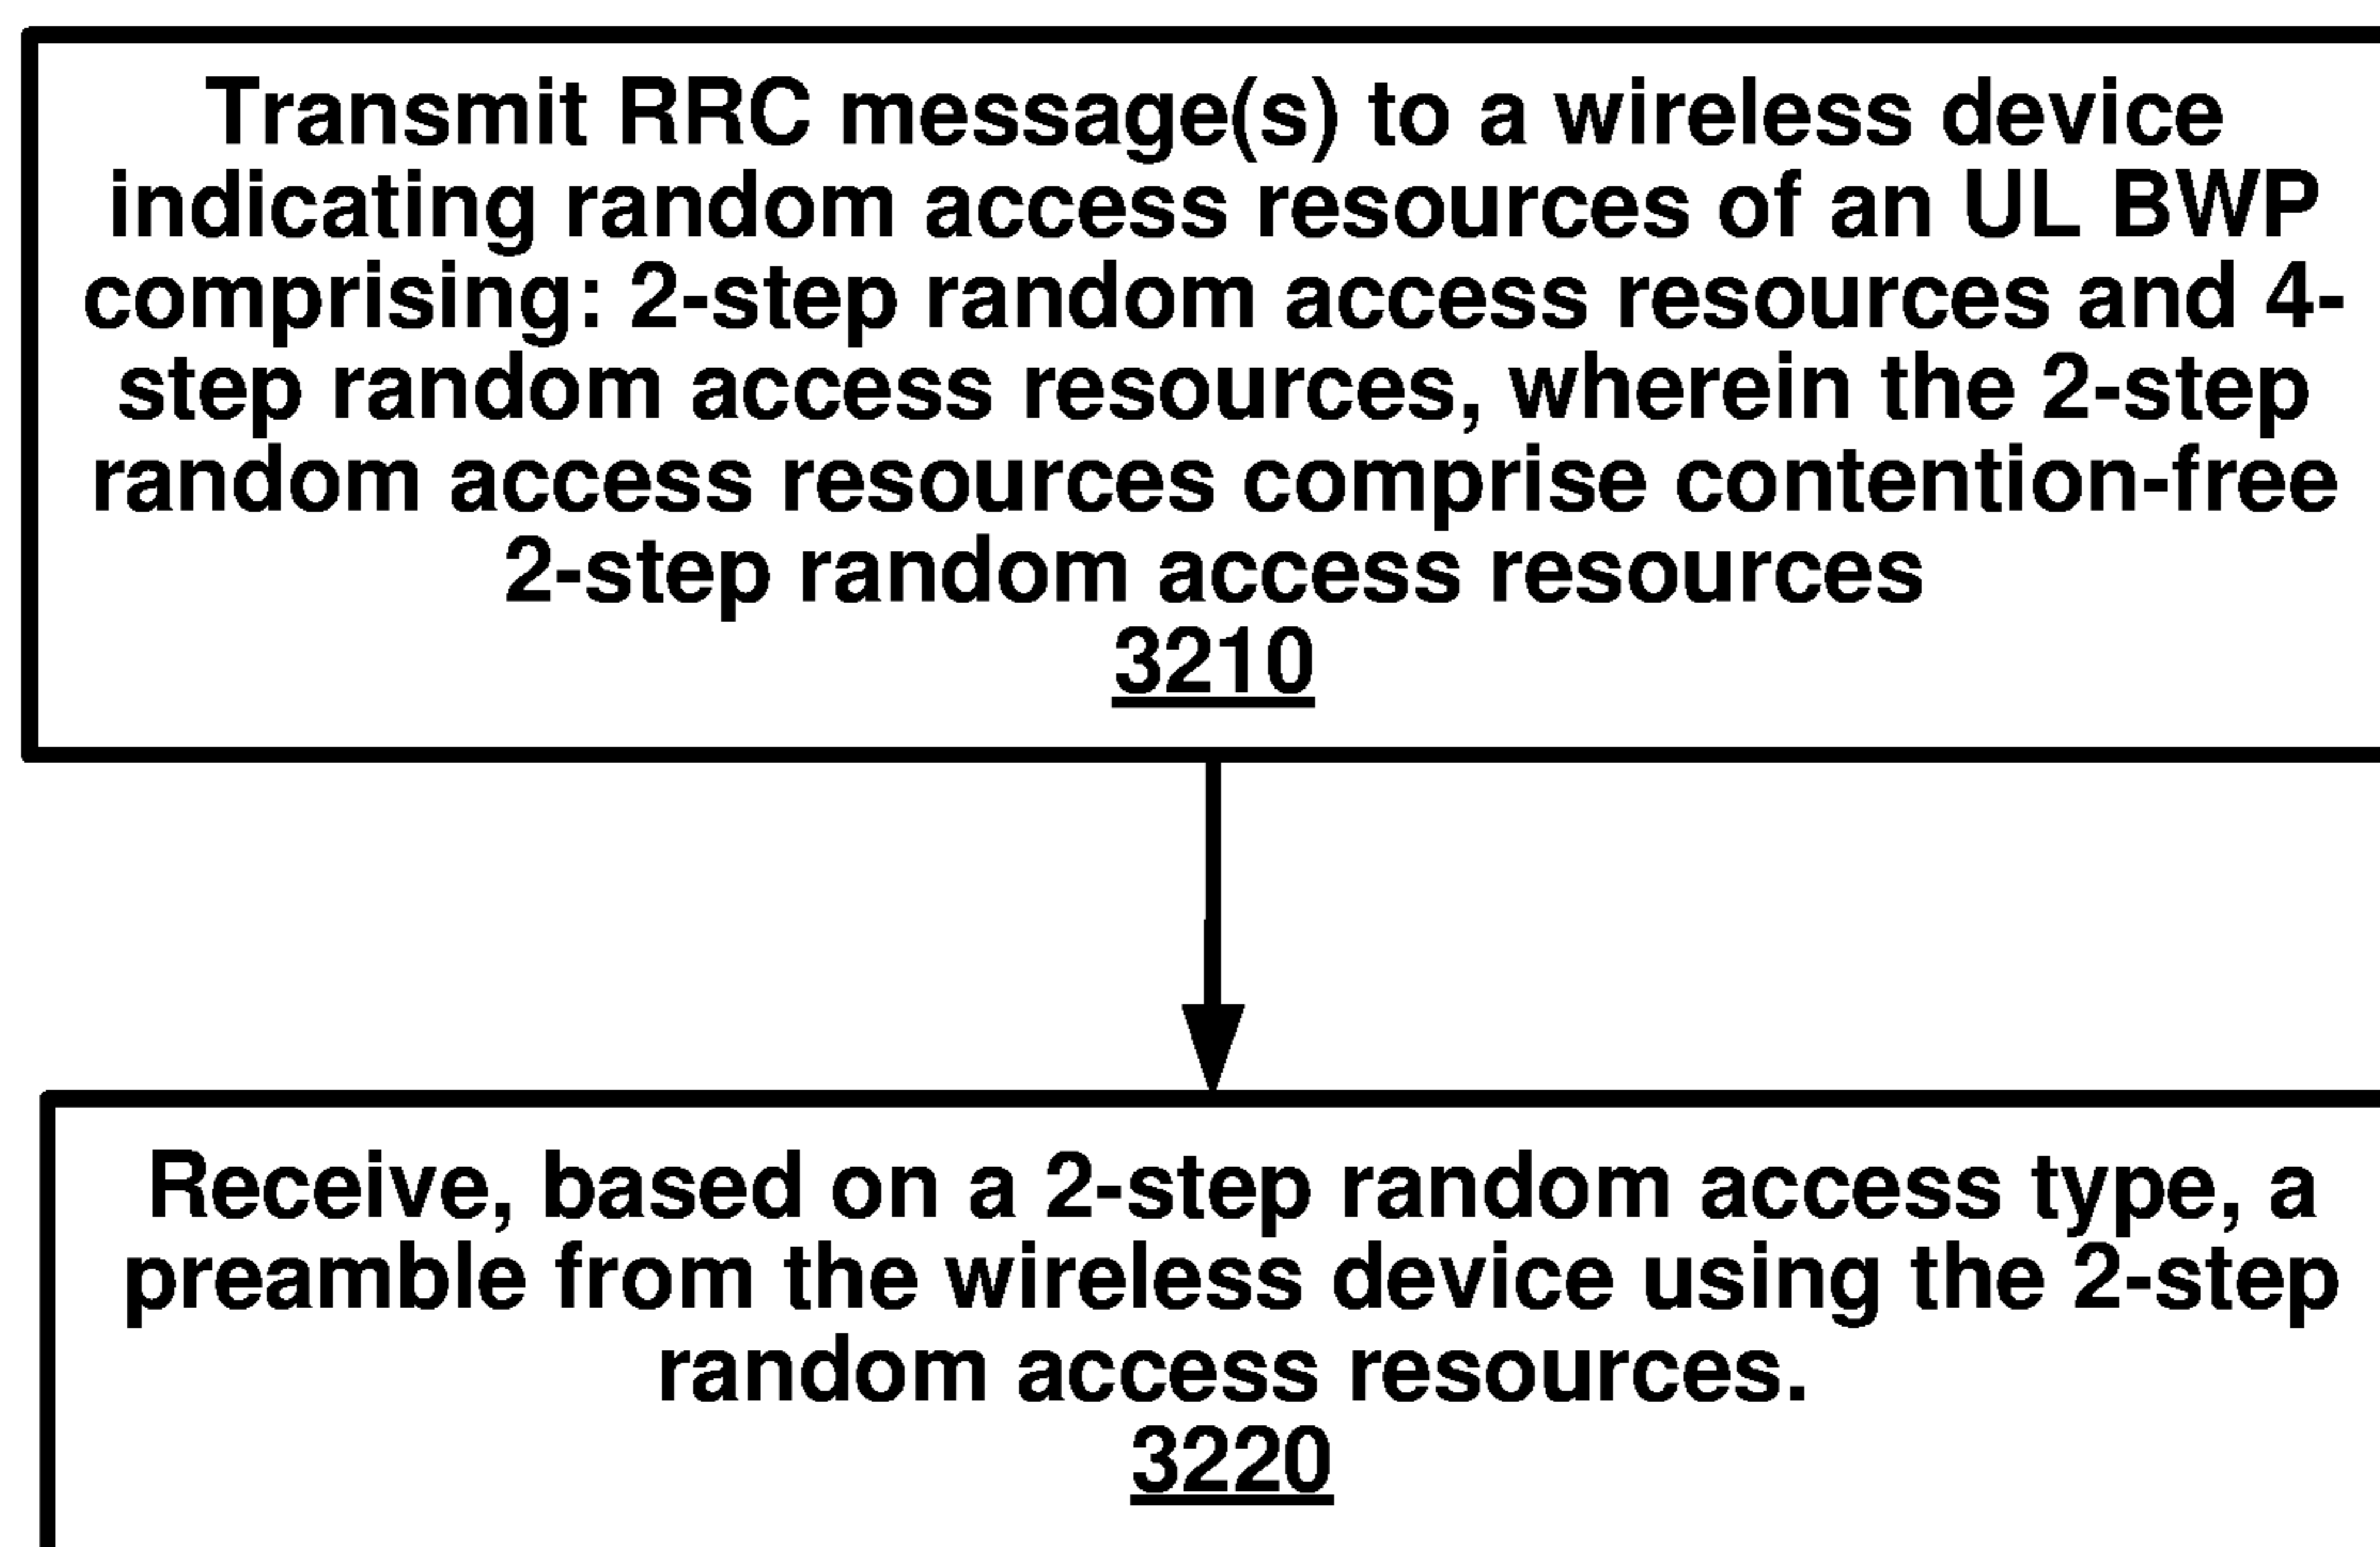 Transmit RRC message(s) to a wireless device
indicating random access resources of an UL BWP
comprising: 2-step random access resources and 4-
step random access resources, wherein the 2-step
random access resources comprise contention-free
2-step random access resources
3210
Receive, based on a 2-step random access type, a
preamble from the wireless device using the 2-step
random access resources.
3220